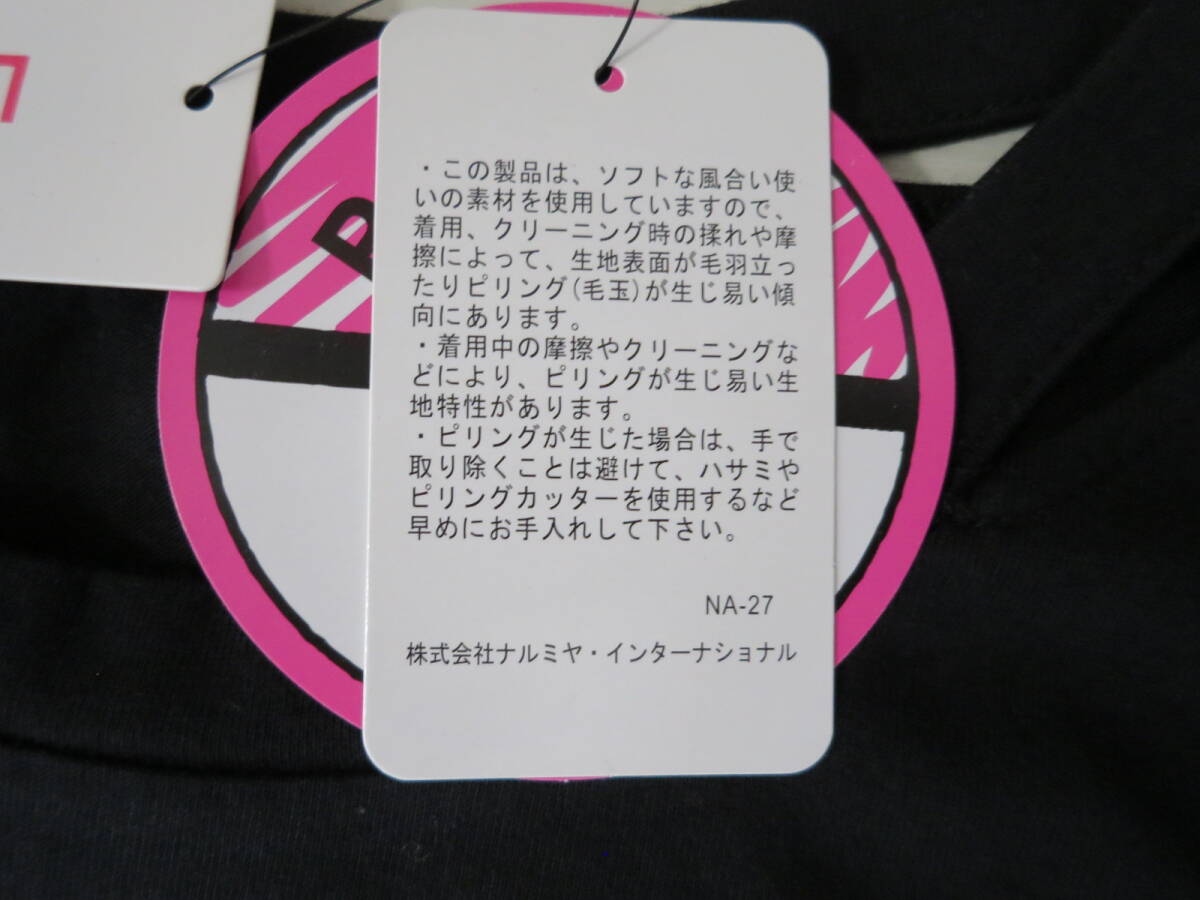 ・この製品は、ソフトな風合い使
いの素材を使用していますので、
着用、クリーニング時の揉れや摩
擦によって、生地表面が毛羽立っ
たりピリング(毛玉)が生じ易い傾
向にあります。
・着用中の摩擦やクリーニングな
どにより、ピリングが生じ易い生
地特性があります。
・ピリングが生じた場合は、手で
取り除くことは避けて、ハサミや
ピリングカッターを使用するなど
早めにお手入れして下さい。
NA-27
株式会社ナルミヤ・インターナショナル